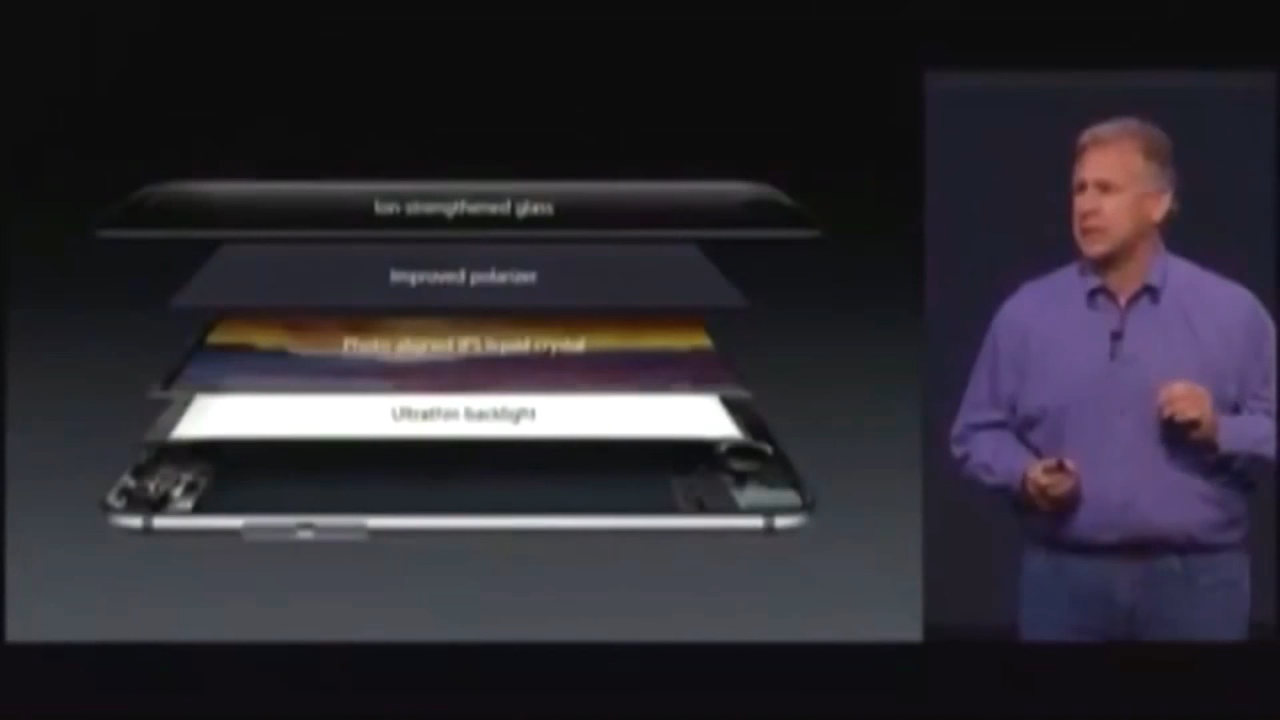 Ion strengthened glass
Improved polarizer
Photo aligned IPS liquid crystal
Ultrathin backlight